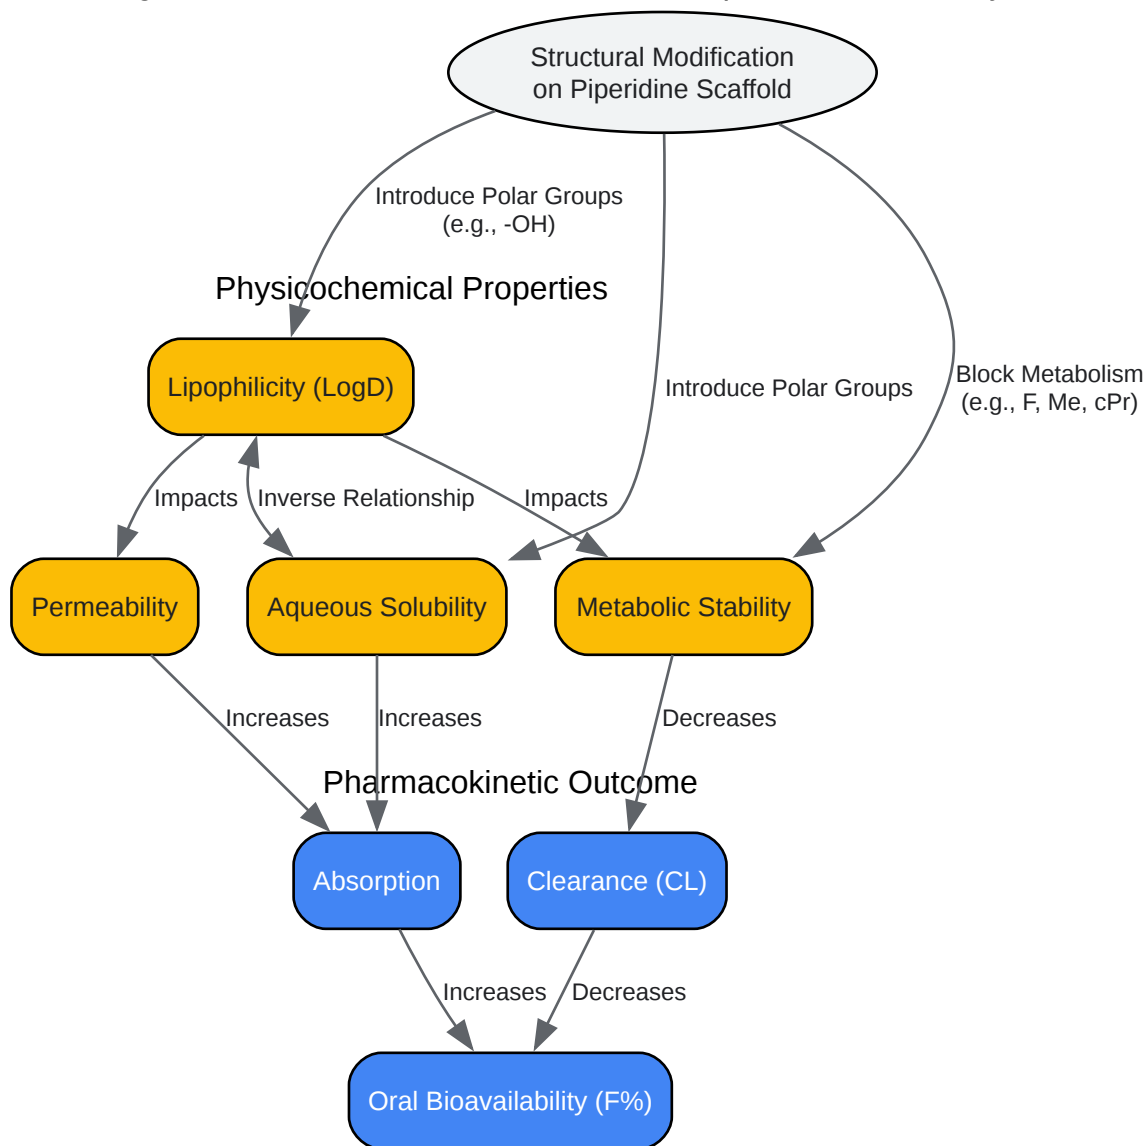 Structural Modification
on Piperidine Scaffold
Introduce Polar Groups
(e.g., -OH)
Physicochemical Properties
Lipophilicity (LogD)
Introduce Polar Groups
Block Metabolism
(e.g., F, Me, cPr)
Impacts
Inverse Relationship
Impacts
Permeability
Aqueous Solubility
Metabolic Stability
Increases
Increases
Decreases
Pharmacokinetic Outcome
Absorption
Clearance (CL)
Increases
Decreases
Oral Bioavailability (F%)